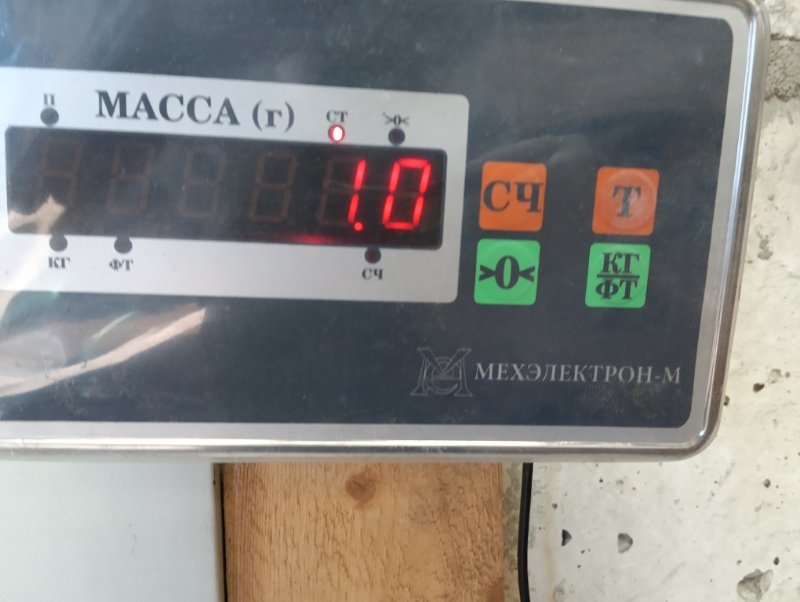 П МАССА (г) СТ >0<
1.0
КГ ФТ СЧ
СЧ Т
>0< КГ/ФТ
МЕХЭЛЕКТРОН-М